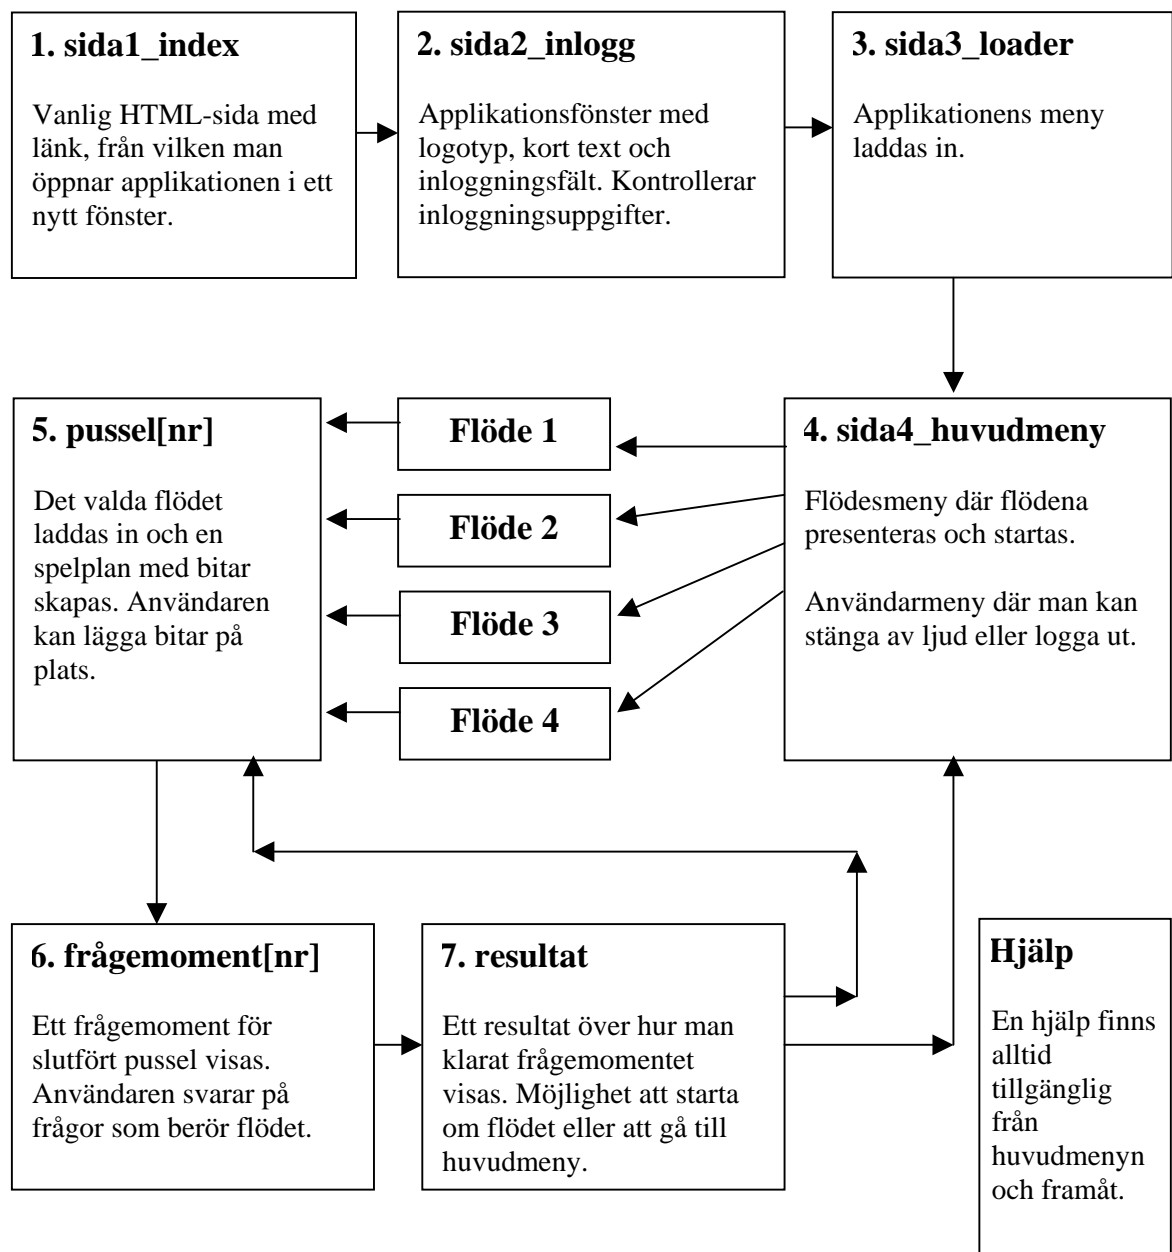 1. sida1_index
Vanlig HTML-sida med
länk, från vilken man
öppnar applikationen i ett
nytt fönster.
2. sida2_inlogg
Applikationsfönster med
logotyp, kort text och
inloggningsfält. Kontrollerar
inloggningsuppgifter.
3. sida3_loader
Applikationens meny
laddas in.
4. sida4_huvudmeny
Flödesmeny där flödena
presenteras och startas.
Användarmeny där man kan
stänga av ljud eller logga ut.
Flöde 1
Flöde 2
Flöde 3
Flöde 4
5. pussel[nr]
Det valda flödet
laddas in och en
spelplan med bitar
skapas. Användaren
kan lägga bitar på
plats.
6. frågemoment[nr]
Ett frågemoment för
slutfört pussel visas.
Användaren svarar på
frågor som berör flödet.
7. resultat
Ett resultat över hur man
klarat frågemomentet
visas. Möjlighet att starta
om flödet eller att gå till
huvudmeny.
Hjälp
En hjälp finns
alltid
tillgänglig
från
huvudmenyn
och framåt.